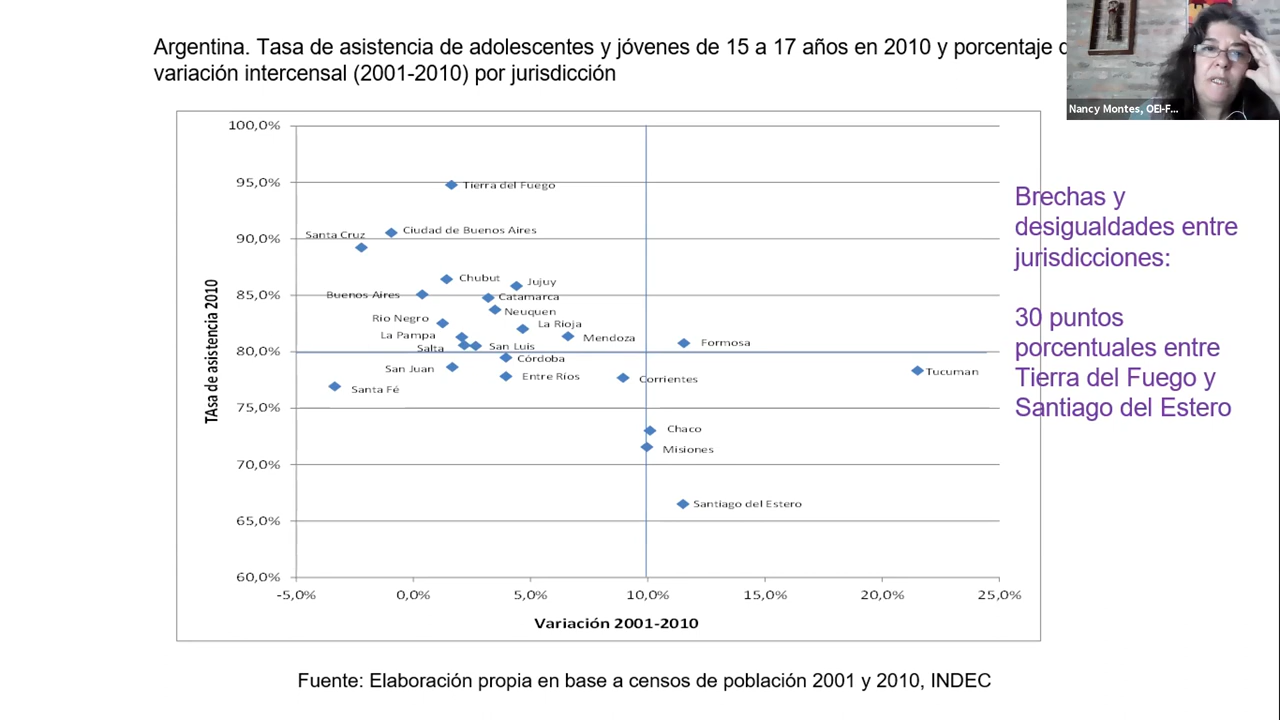 Argentina. Tasa de asistencia de adolescentes y jóvenes de 15 a 17 años en 2010 y porcentaje
variación intercensal (2001-2010) por jurisdicción
Nancy Montes, OEI-F...
100,0%
95,0%
90,0%
85,0%
80,0%
75,0%
70,0%
65,0%
60,0%
TAsa de asistencia 2010
Tierra del Fuego
Ciudad de Buenos Aires
Santa Cruz
Chubut
Jujuy
Buenos Aires
Catamarca
Neuquen
Rio Negro
La Rioja
La Pampa
Mendoza
Formosa
Salta
San Luis
Córdoba
San Juan
Tucuman
Entre Ríos
Corrientes
Santa Fé
Chaco
Misiones
Santiago del Estero
-5,0%
0,0%
5,0%
10,0%
15,0%
20,0%
25,0%
Variación 2001-2010
Brechas y
desigualdades entre
jurisdicciones:
30 puntos
porcentuales entre
Tierra del Fuego y
Santiago del Estero
Fuente: Elaboración propia en base a censos de población 2001 y 2010, INDEC